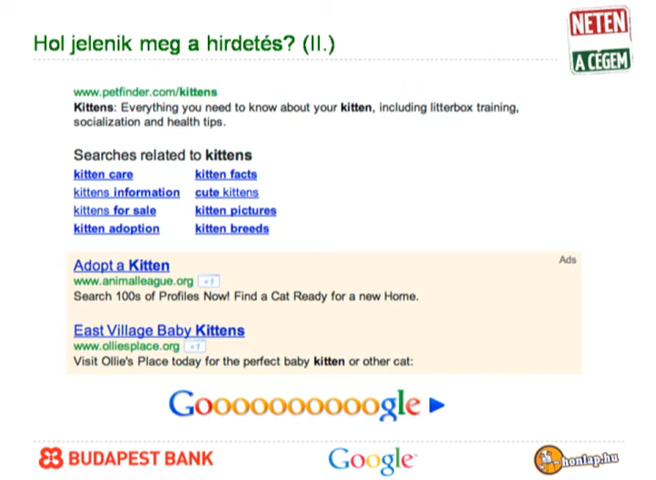 Hol jelenik meg a hirdetés? (II.)
NETEN
A CÉGEM
www.petfinder.com/kittens
Kittens: Everything you need to know about your kitten, including litterbox training,
socialization and health tips.
Searches related to kittens
kitten care kitten facts
kittens information cute kittens
kittens for sale kitten pictures
kitten adoption kitten breeds
Ads
Adopt a Kitten
www.animalleague.org +1
Search 100s of Profiles Now! Find a Cat Ready for a new Home.
East Village Baby Kittens
www.olliesplace.org +1
Visit Ollie's Place today for the perfect baby kitten or other cat:
Goooooooooogle
BUDAPEST BANK Google honlap.hu